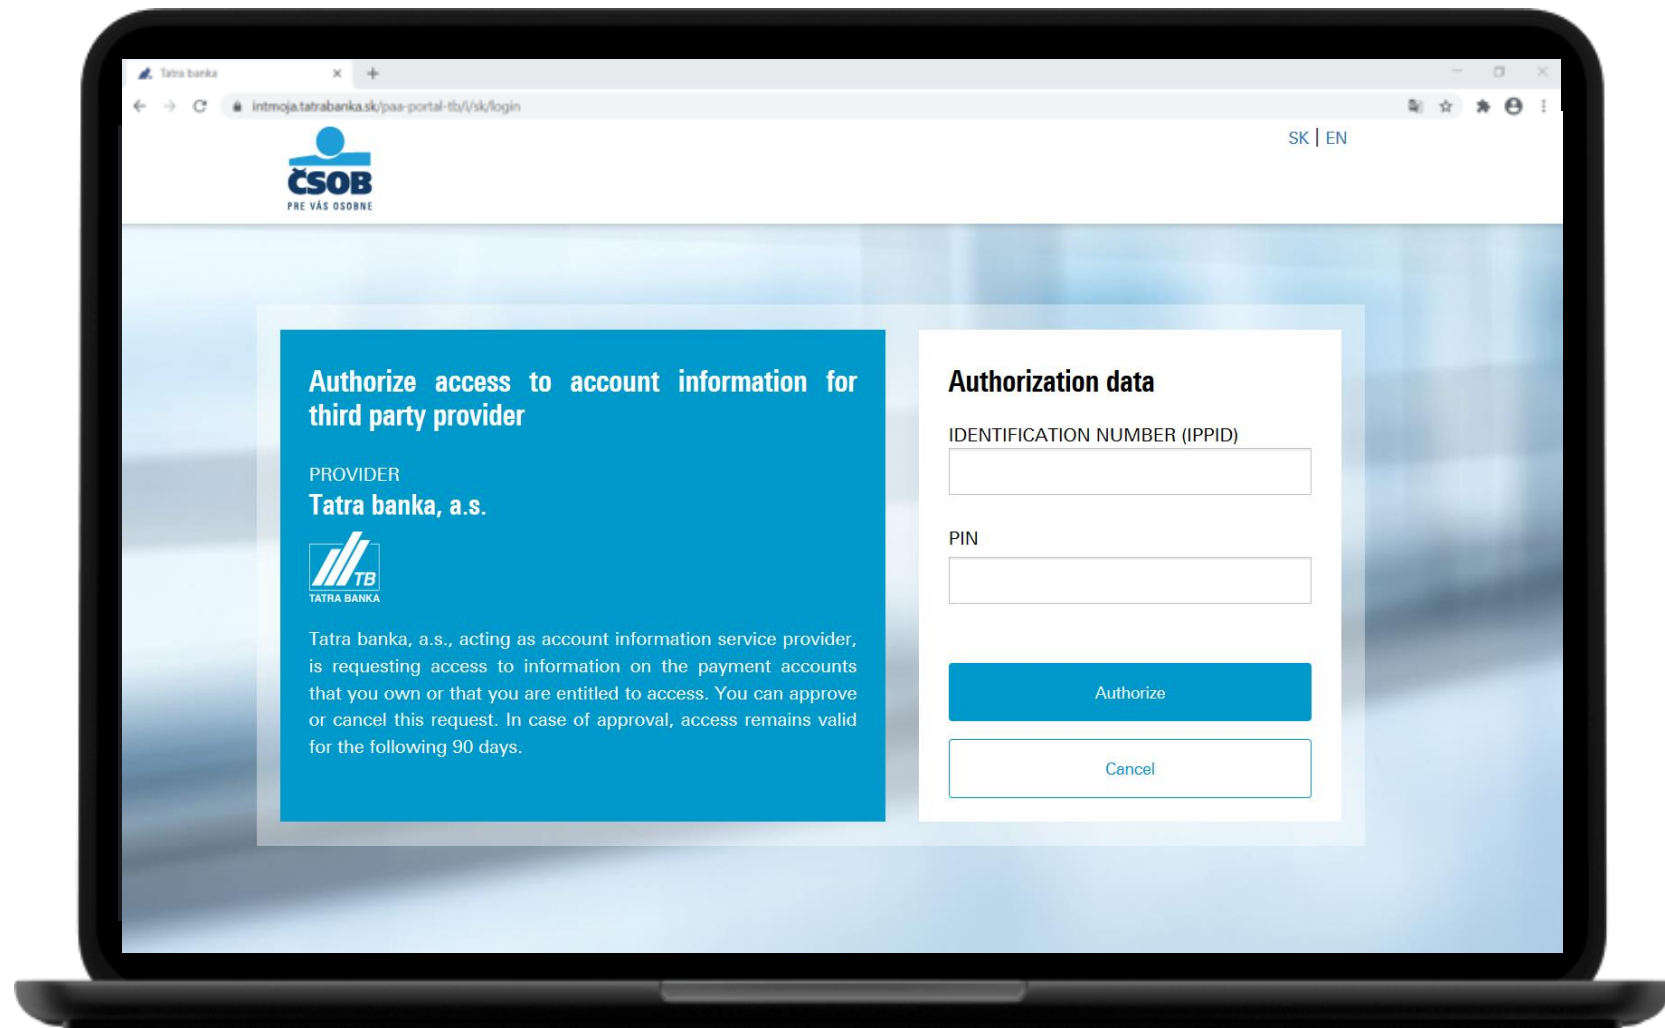 Tatra banka
intmoja.tatrabanka.sk/paa-portal-tb/i/sk/login
SK | EN
ČSOB
PRE VÁS OSOBNE
Authorize access to account information for
third party provider
PROVIDER
Tatra banka, a.s.
TB
TATRA BANKA
Tatra banka, a.s., acting as account information service provider,
is requesting access to information on the payment accounts
that you own or that you are entitled to access. You can approve
or cancel this request. In case of approval, access remains valid
for the following 90 days.
Authorization data
IDENTIFICATION NUMBER (IPPID)
PIN
Authorize
Cancel